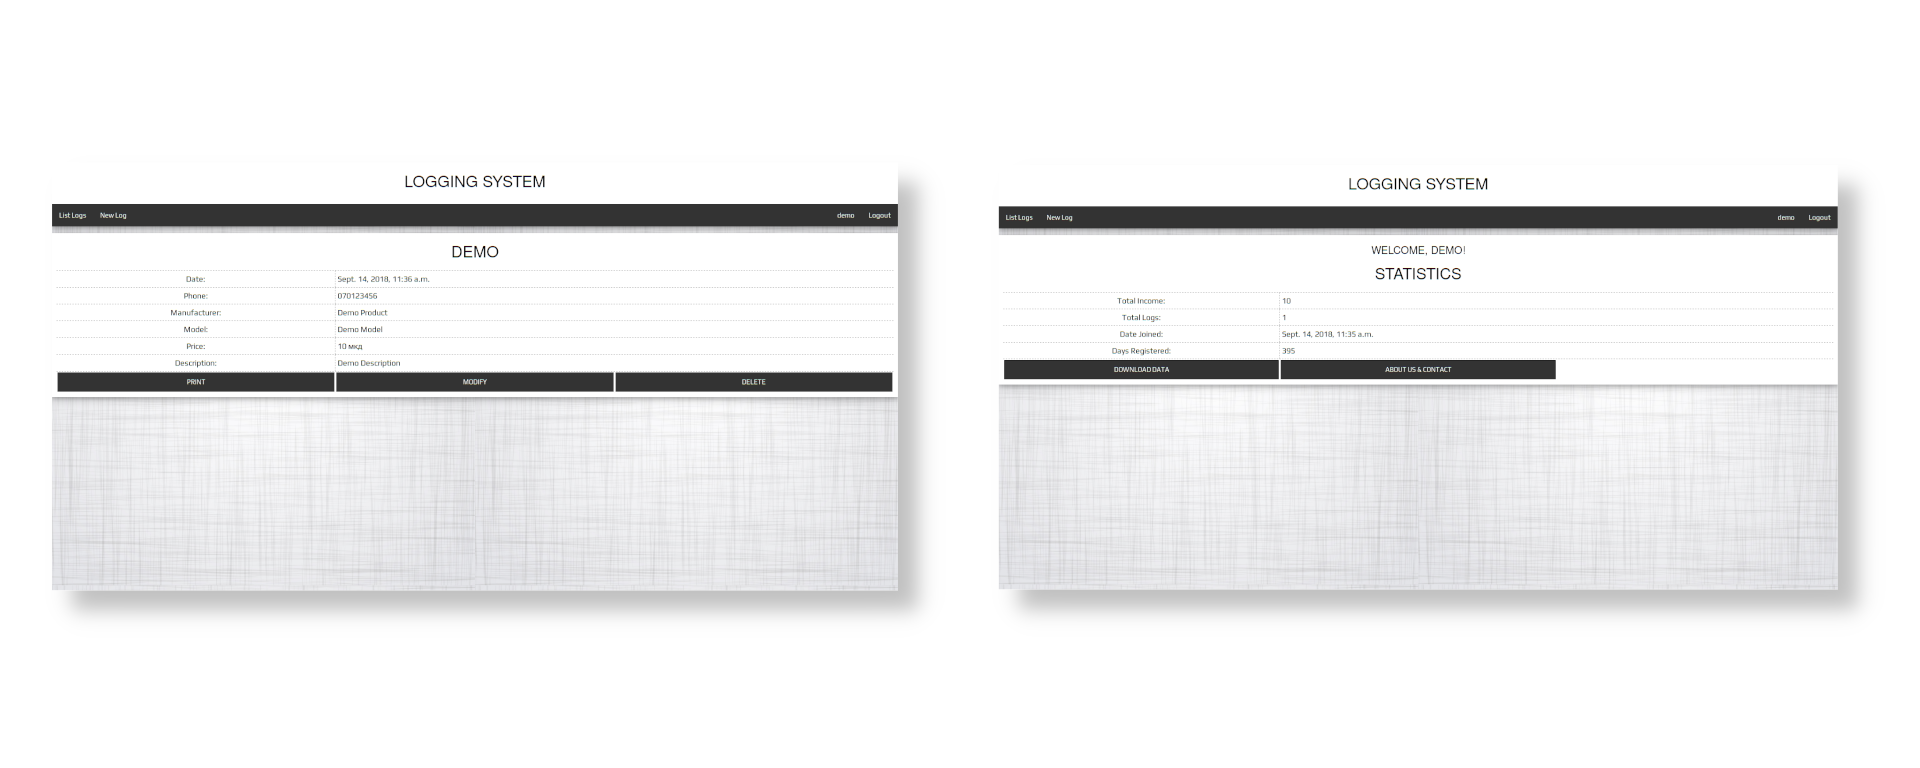 LOGGING SYSTEM
List Logs New Log demo Logout
DEMO
Date: Sept. 14, 2018, 11:36 a.m.
Phone: 070123456
Manufacturer: Demo Product
Model: Demo Model
Price: 10 мкд
Description: Demo Description
PRINT MODIFY DELETE
LOGGING SYSTEM
List Logs New Log demo Logout
WELCOME, DEMO!
STATISTICS
Total Income: 10
Total Logs: 1
Date Joined: Sept. 14, 2018, 11:35 a.m.
Days Registered: 395
DOWNLOAD DATA ABOUT US & CONTACT